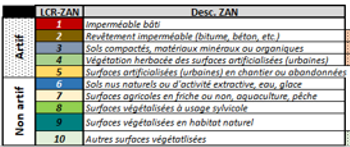 LCR-ZAN Desc. ZAN
Artif
1 Imperméable bâti
2 Revêtement imperméable (bitume, béton, etc.)
3 Sols compactés, matériaux minéraux ou organiques
4 Végétation herbacée des surfaces artificialisées (urbaines)
5 Surfaces artificialisées (urbaines) en chantier ou abandonnées
Non artif
6 Sols nus naturels ou d'activité extractive, eau, glace
7 Surfaces agricoles en friche ou non, aquaculture, pêche
8 Surfaces végétalisées à usage sylvicole
9 Surfaces végétalisées en habitat naturel
10 Autres surfaces végétatlisées